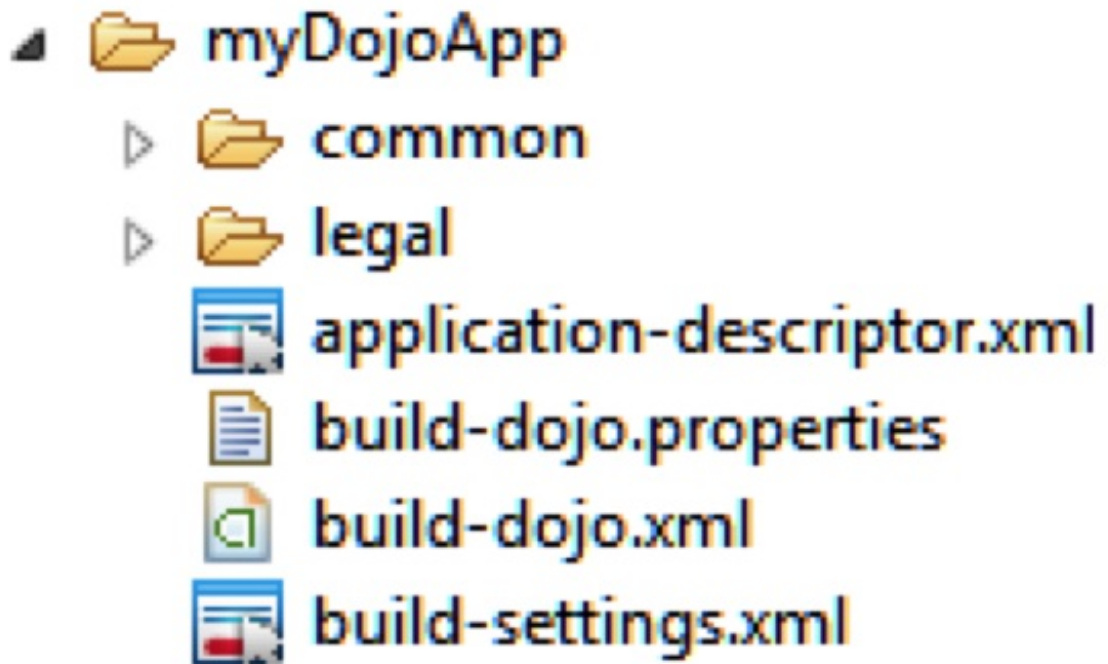 myDojoApp
common
legal
application-descriptor.xml
build-dojo.properties
build-dojo.xml
build-settings.xml